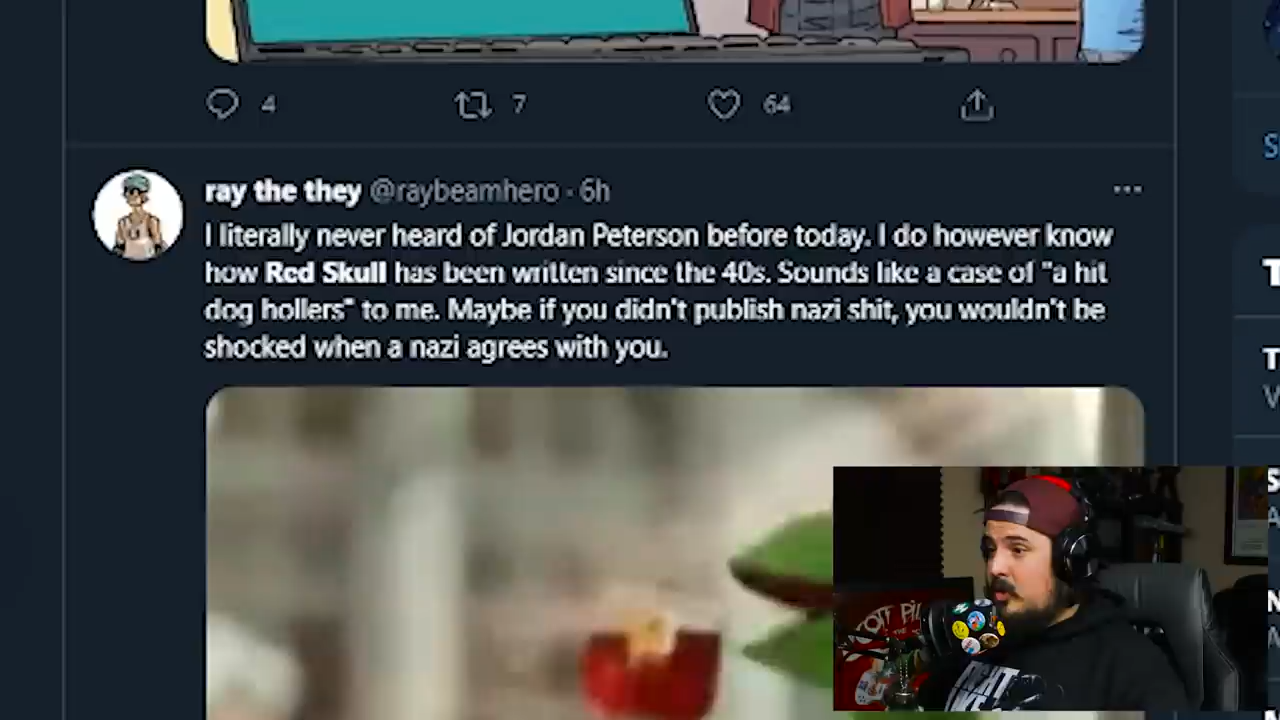 4 7 64
ray the they @raybeamhero · 6h
I literally never heard of Jordan Peterson before today. I do however know
how Red Skull has been written since the 40s. Sounds like a case of "a hit
dog hollers" to me. Maybe if you didn't publish nazi shit, you wouldn't be
shocked when a nazi agrees with you.